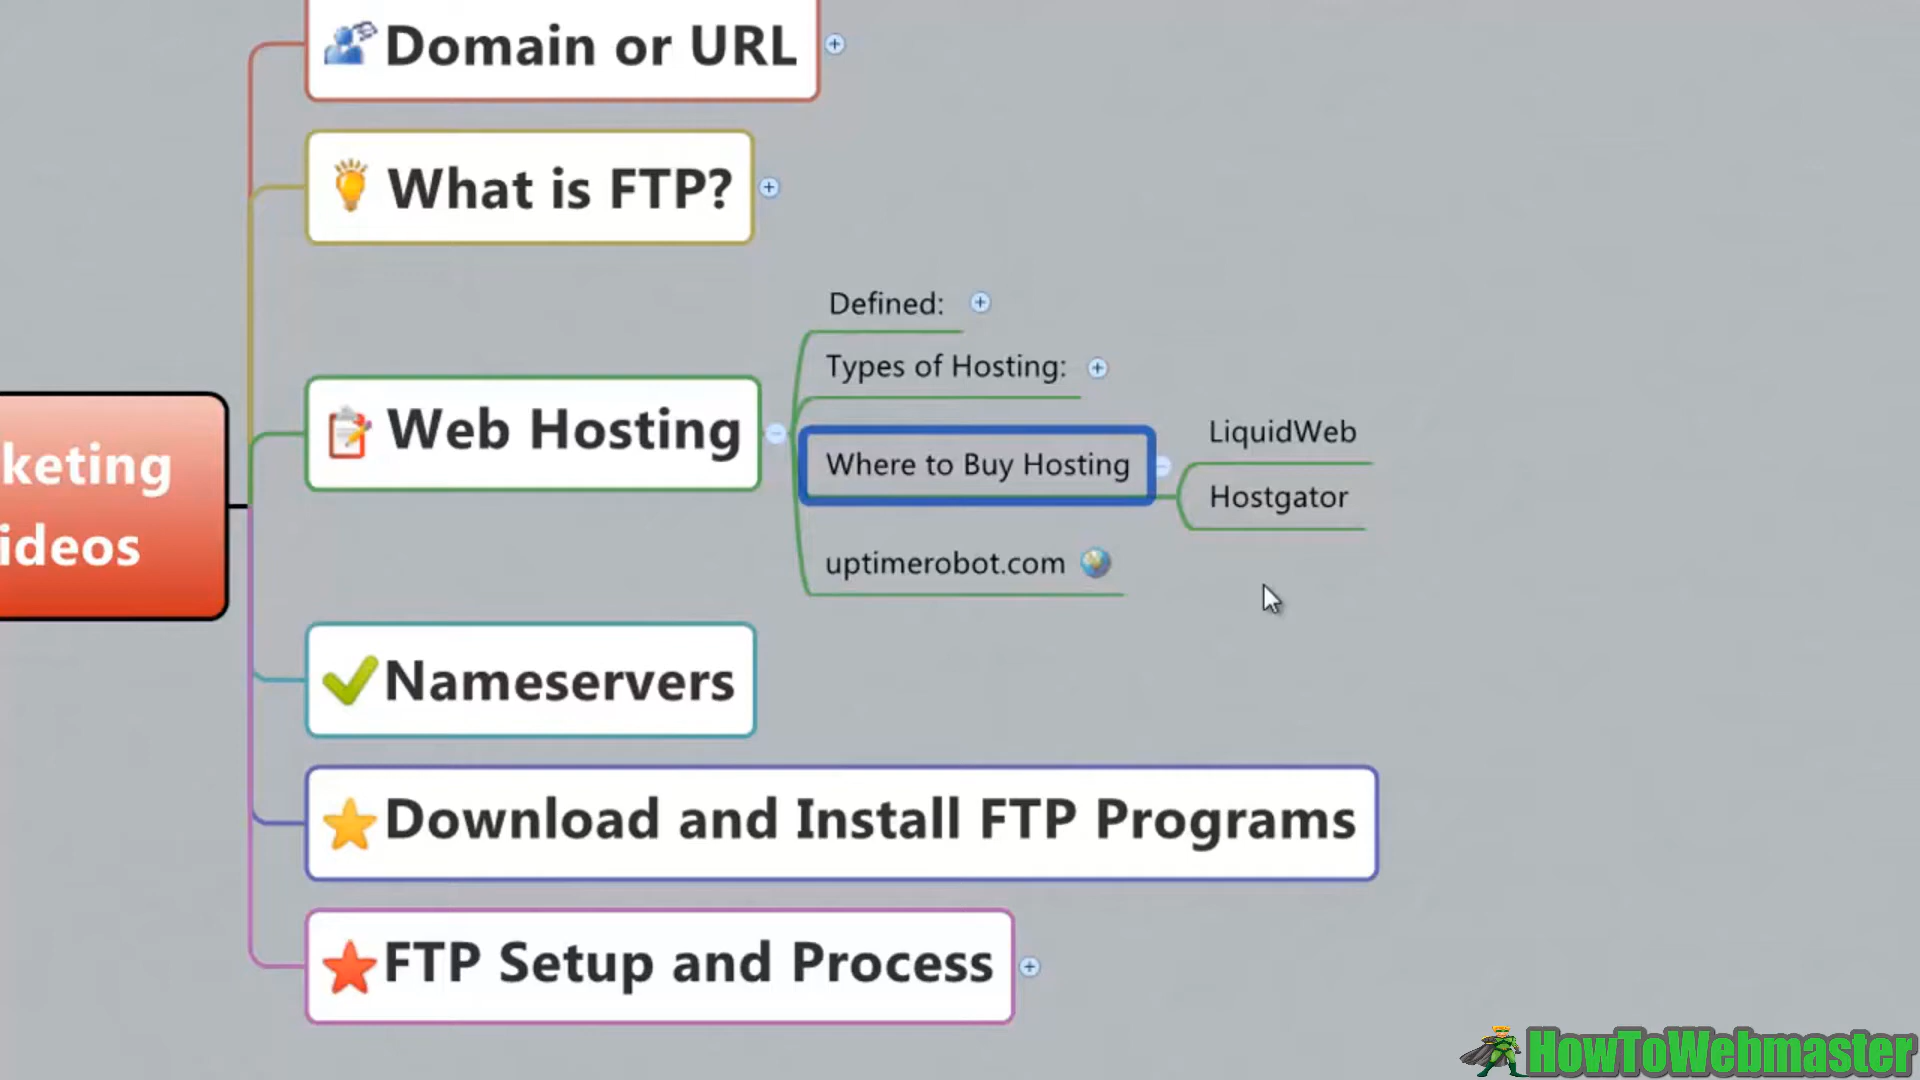 Domain or URL
What is FTP?
Defined:
Types of Hosting:
Web Hosting
Where to Buy Hosting
LiquidWeb
Hostgator
uptimerobot.com
keting
ideos
Nameservers
Download and Install FTP Programs
FTP Setup and Process
HowToWebmaster